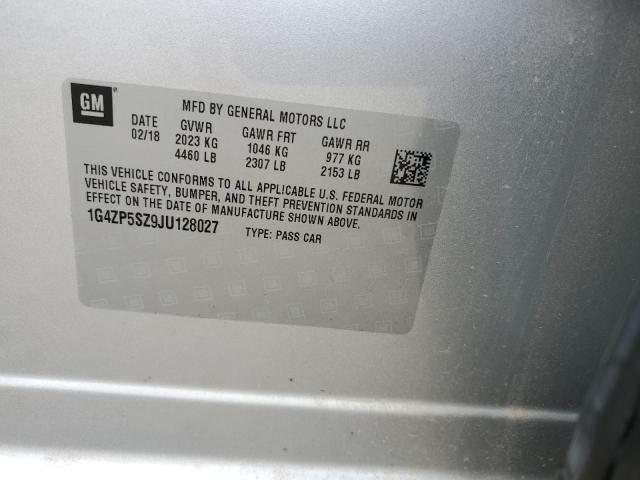 GM
MFD BY GENERAL MOTORS LLC
DATE GVWR GAWR FRT GAWR RR
02/18 2023 KG 1046 KG 977 KG
4460 LB 2307 LB 2153 LB
THIS VEHICLE CONFORMS TO ALL APPLICABLE U.S. FEDERAL MOTOR
VEHICLE SAFETY, BUMPER, AND THEFT PREVENTION STANDARDS IN
EFFECT ON THE DATE OF MANUFACTURE SHOWN ABOVE.
1G4ZP5SZ9JU128027 TYPE: PASS CAR